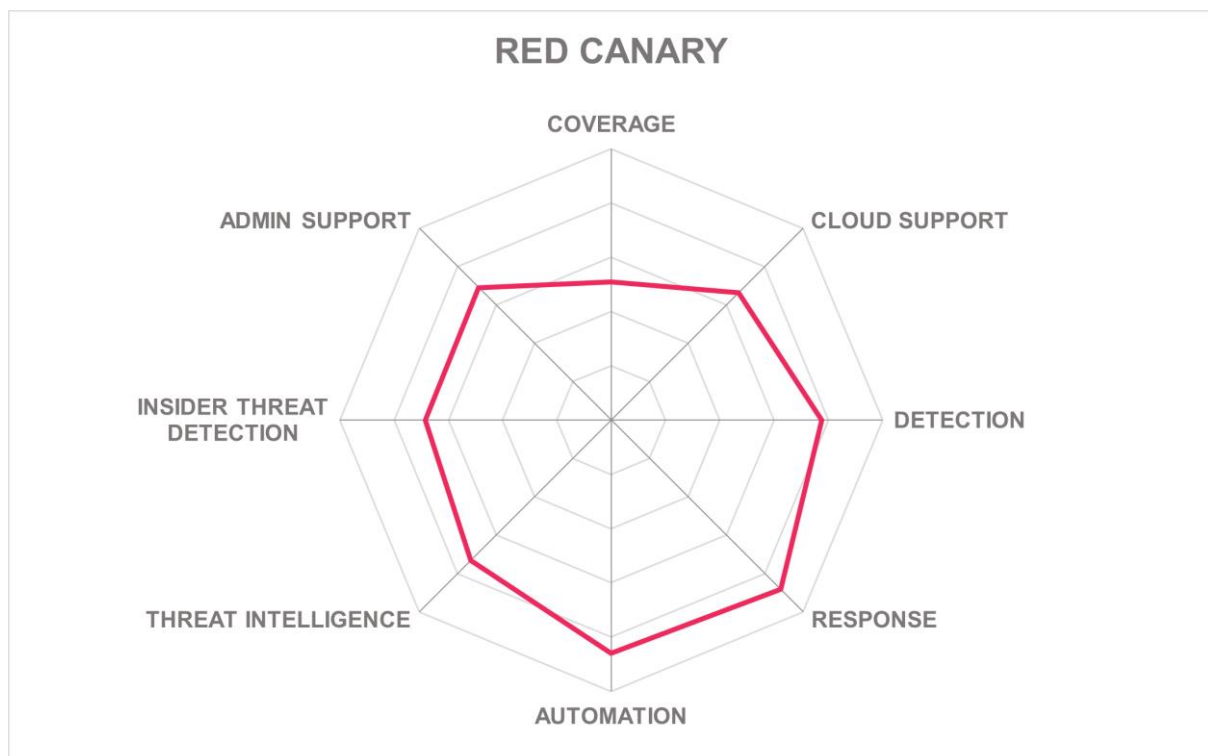 RED CANARY
COVERAGE
ADMIN SUPPORT
CLOUD SUPPORT
INSIDER THREAT
DETECTION
DETECTION
THREAT INTELLIGENCE
RESPONSE
AUTOMATION